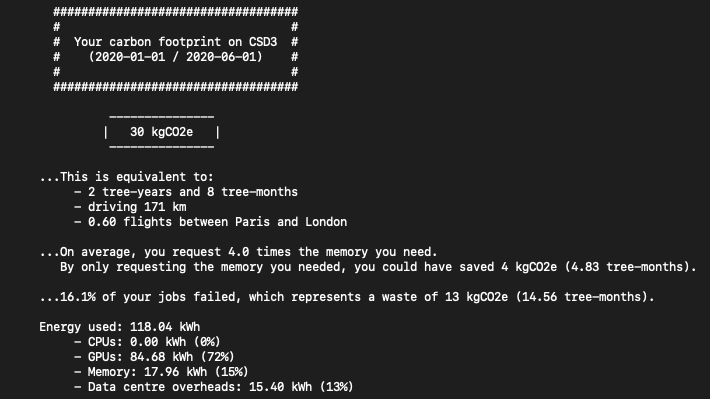 ###################################
#                                 #
#  Your carbon footprint on CSD3  #
#    (2020-01-01 / 2020-06-01)    #
#                                 #
###################################
---------------
|   30 kgCO2e   |
---------------
...This is equivalent to:
- 2 tree-years and 8 tree-months
- driving 171 km
- 0.60 flights between Paris and London
...On average, you request 4.0 times the memory you need.
By only requesting the memory you needed, you could have saved 4 kgCO2e (4.83 tree-months).
...16.1% of your jobs failed, which represents a waste of 13 kgCO2e (14.56 tree-months).
Energy used: 118.04 kWh
- CPUs: 0.00 kWh (0%)
- GPUs: 84.68 kWh (72%)
- Memory: 17.96 kWh (15%)
- Data centre overheads: 15.40 kWh (13%)